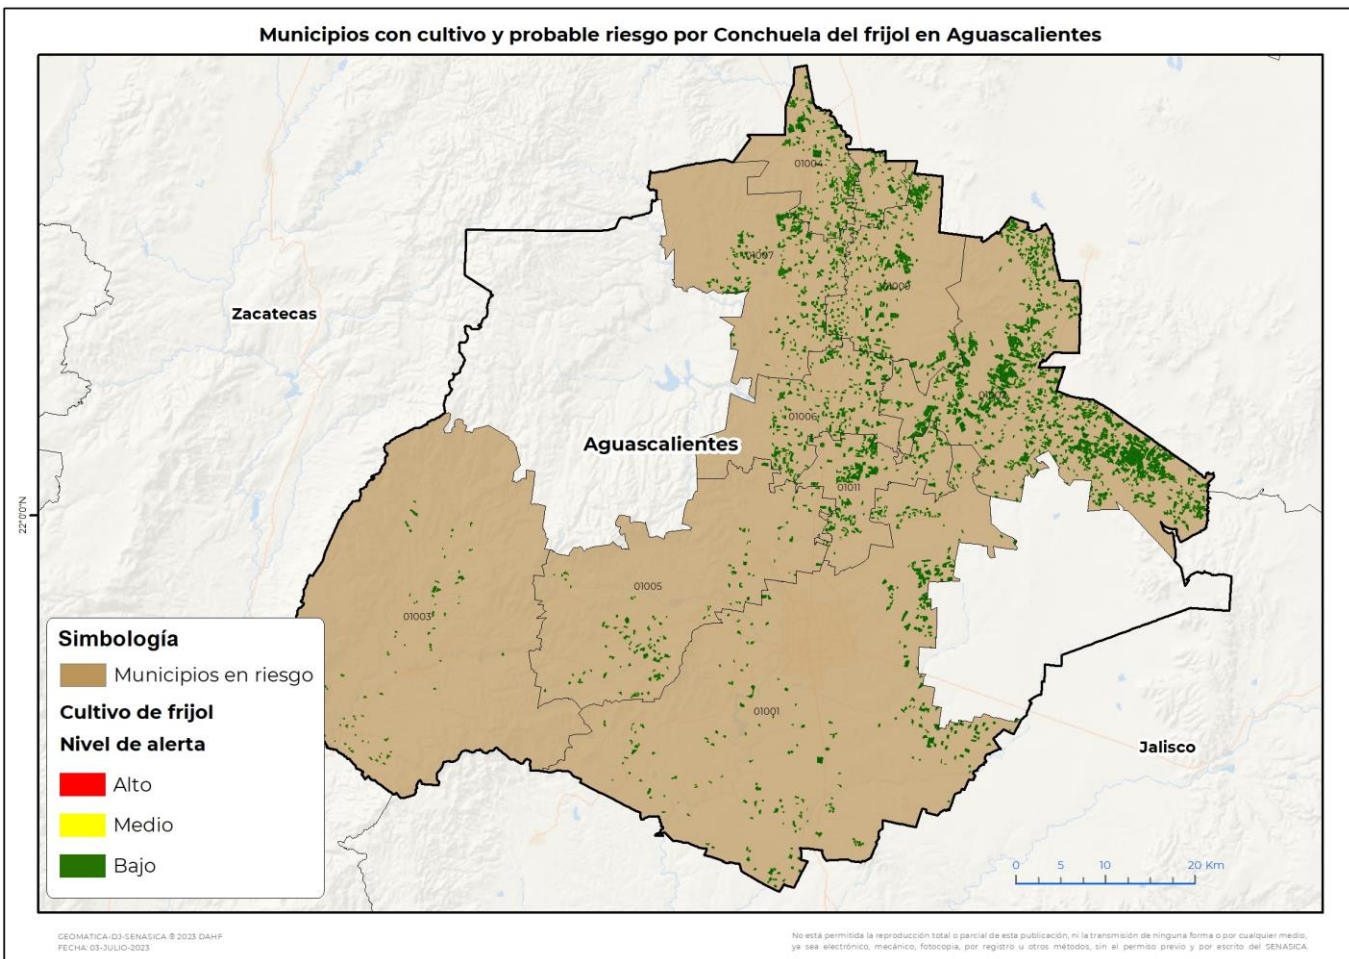 Municipios con cultivo y probable riesgo por Conchuela del frijol en Aguascalientes
01004
01007
01009
Zacatecas
01002
01006
Aguascalientes
01011
22°0'0"N
01005
01003
Simbología
Municipios en riesgo
Cultivo de frijol
01001
Nivel de alerta
Jalisco
Alto
Medio
Bajo
0 5 10 20 Km
GEOMATICA-DJ-SENASICA ® 2023 DAHF
FECHA: 03-JULIO-2023
No está permitida la reproducción total o parcial de esta publicación, ni la transmisión de ninguna forma o por cualquier medio,
ya sea electrónico, mecánico, fotocopia, por registro u otros métodos, sin el permiso previo y por escrito del SENASICA.